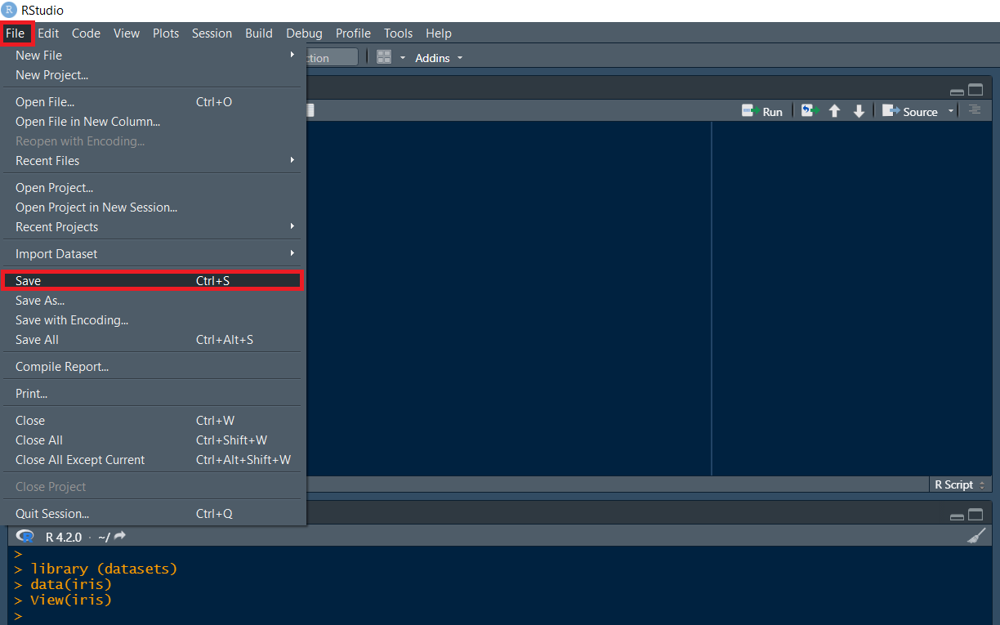 RStudio
File Edit Code View Plots Session Build Debug Profile Tools Help
New File
ction Addins
New Project...
Open File... Ctrl+O
Open File in New Column...
Run Source
Reopen with Encoding...
Recent Files
Open Project...
Open Project in New Session...
Recent Projects
Import Dataset
Save Ctrl+S
Save As...
Save with Encoding...
Save All Ctrl+Alt+S
Compile Report...
Print...
Close Ctrl+W
Close All Ctrl+Shift+W
Close All Except Current Ctrl+Alt+Shift+W
Close Project
R Script
Quit Session... Ctrl+Q
R 4.2.0 · ~/
>
> library (datasets)
> data(iris)
> View(iris)
>